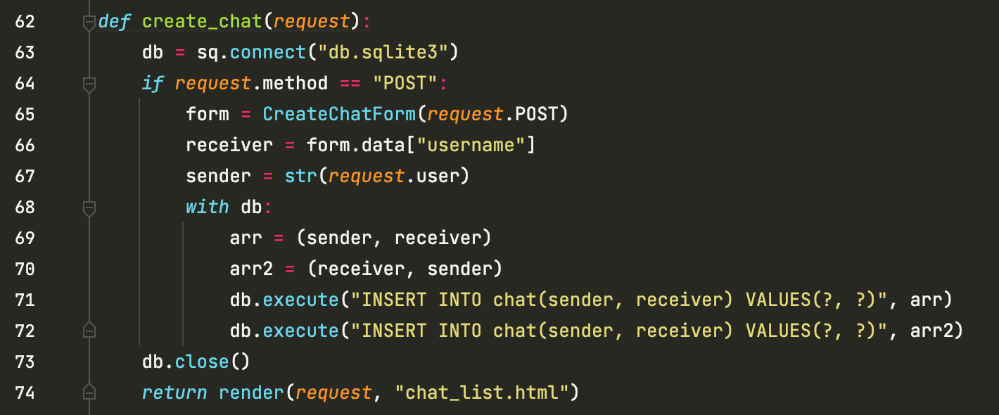 62 def create_chat(request):
63     db = sq.connect("db.sqlite3")
64     if request.method == "POST":
65         form = CreateChatForm(request.POST)
66         receiver = form.data["username"]
67         sender = str(request.user)
68         with db:
69             arr = (sender, receiver)
70             arr2 = (receiver, sender)
71             db.execute("INSERT INTO chat(sender, receiver) VALUES(?, ?)", arr)
72             db.execute("INSERT INTO chat(sender, receiver) VALUES(?, ?)", arr2)
73     db.close()
74     return render(request, "chat_list.html")